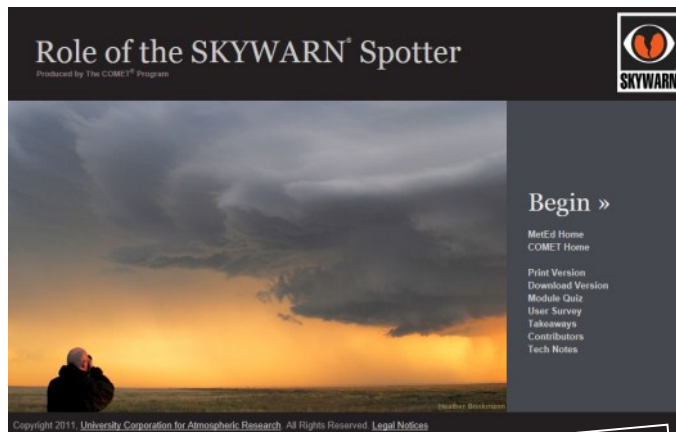 Role of the SKYWARN® Spotter
Produced by The COMET® Program
SKYWARN
Begin »
MetEd Home
COMET Home
Print Version
Download Version
Module Quiz
User Survey
Takeaways
Contributors
Tech Notes
Heather Brinkmann
Copyright 2011, University Corporation for Atmospheric Research. All Rights Reserved. Legal Notices